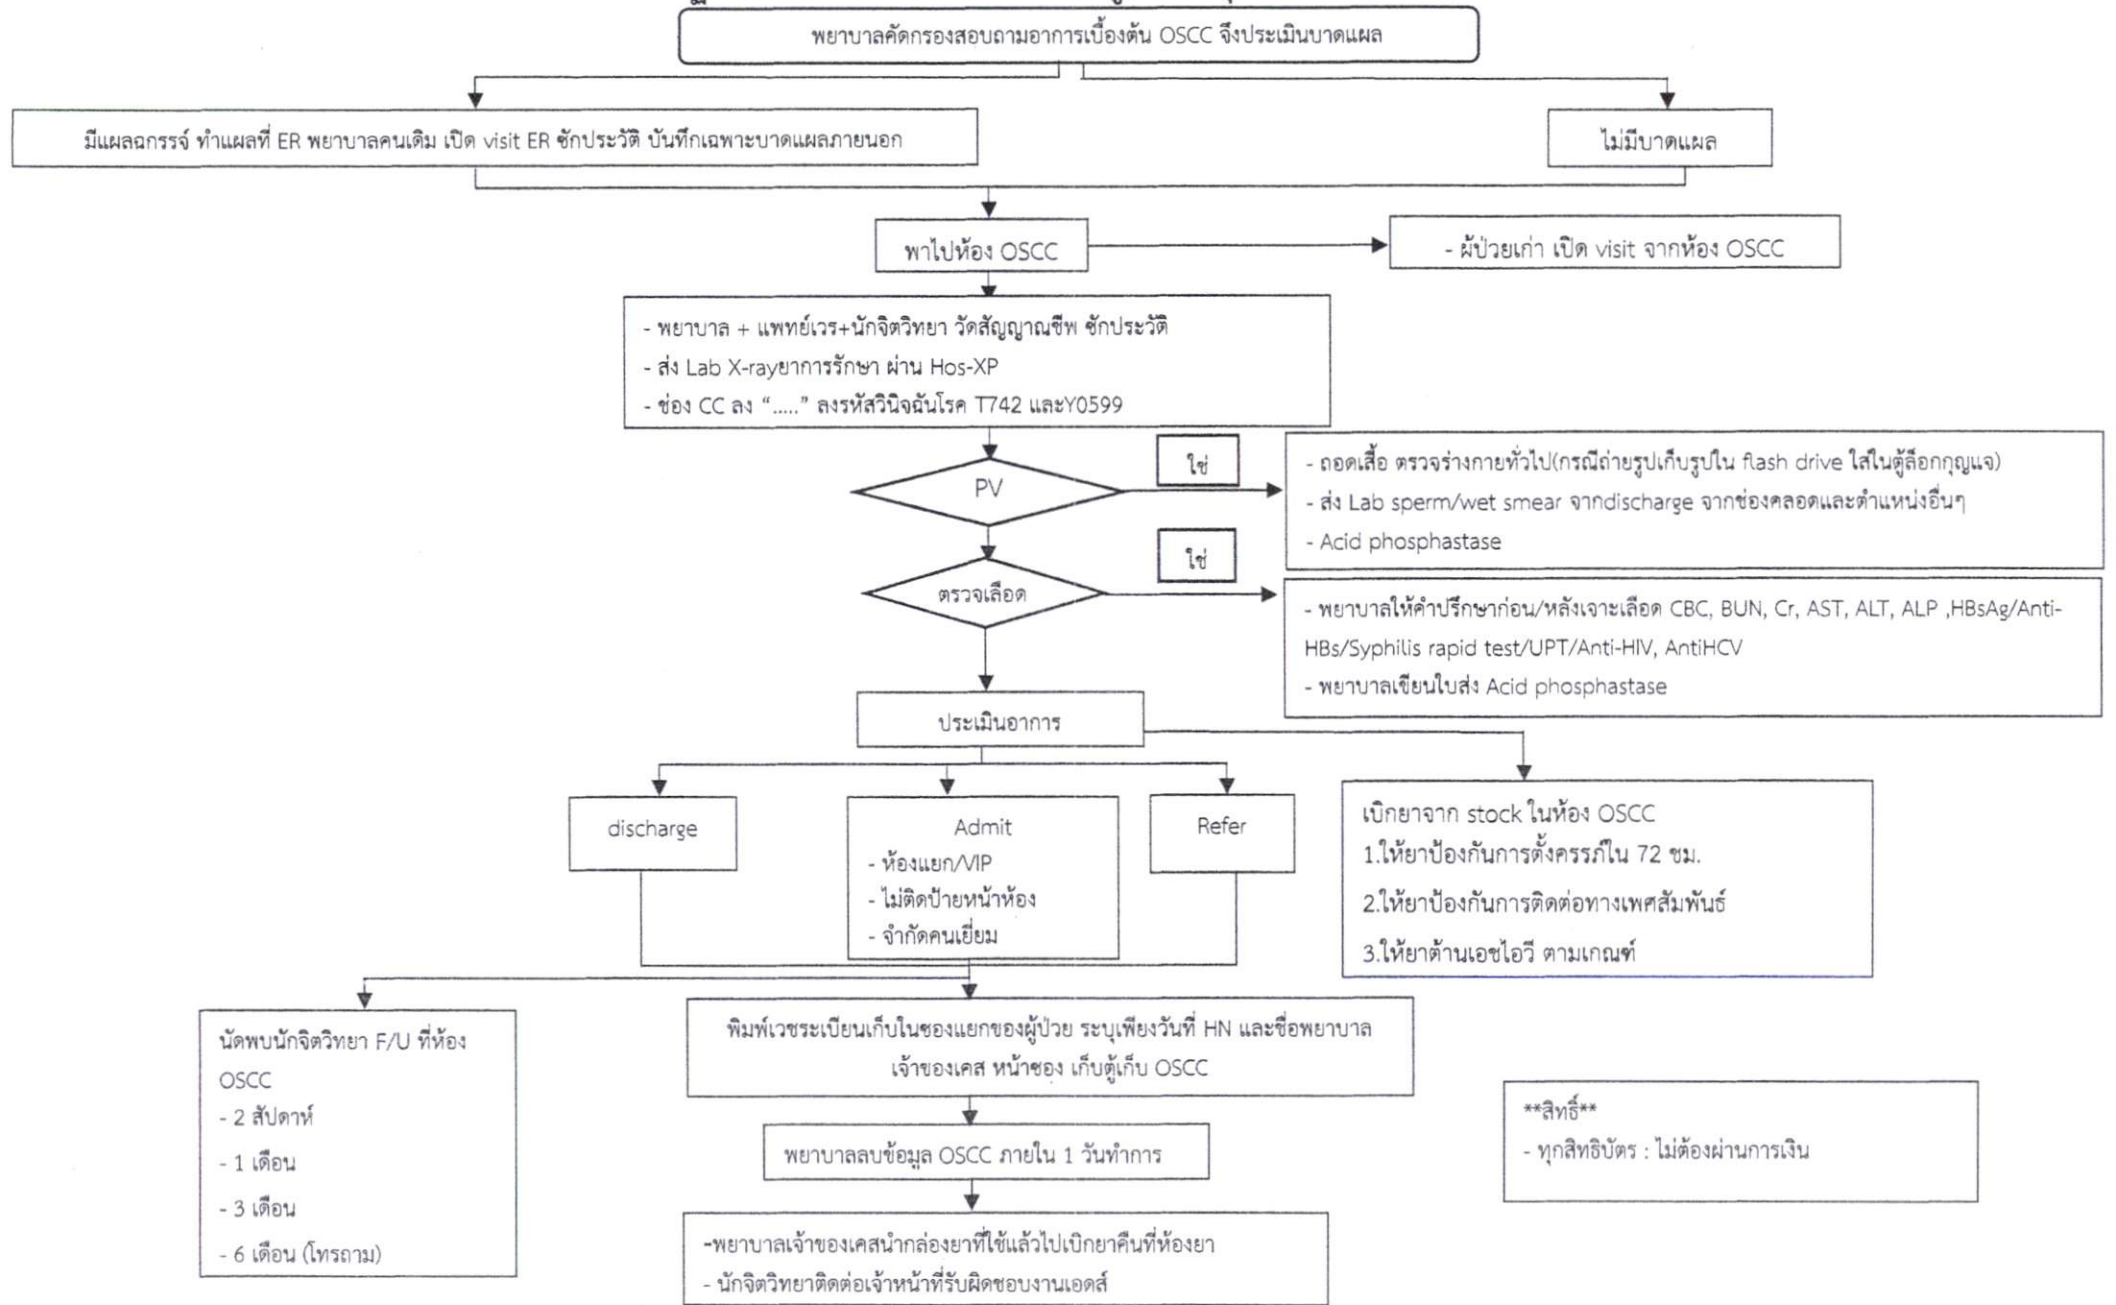 พยาบาลคัดกรองสอบถามอาการเบื้องต้น OSCC จึงประเมินบาดแผล
มีแผลฉกรรจ์ ทำแผลที่ ER พยาบาลคนเดิม เปิด visit ER ซักประวัติ บันทึกเฉพาะบาดแผลภายนอก
ไม่มีบาดแผล
พาไปห้อง OSCC
- ผู้ป่วยเก่า เปิด visit จากห้อง OSCC
- พยาบาล + แพทย์เวร+นักจิตวิทยา วัดสัญญาณชีพ ซักประวัติ
- ส่ง Lab X-rayยาการรักษา ผ่าน Hos-XP
- ช่อง CC ลง “.....” ลงรหัสวินิจฉันโรค T742 และY0599
PV
ใช่
- ถอดเสื้อ ตรวจร่างกายทั่วไป(กรณีถ่ายรูปเก็บรูปใน flash drive ใส่ในตู้ล็อกกุญแจ)
- ส่ง Lab sperm/wet smear จากdischarge จากช่องคลอดและตำแหน่งอื่นๆ
- Acid phosphastase
ตรวจเลือด
ใช่
- พยาบาลให้คำปรึกษาก่อน/หลังเจาะเลือด CBC, BUN, Cr, AST, ALT, ALP ,HBsAg/Anti-
HBs/Syphilis rapid test/UPT/Anti-HIV, AntiHCV
- พยาบาลเขียนใบส่ง Acid phosphastase
ประเมินอาการ
discharge
Admit
- ห้องแยก/VIP
- ไม่ติดป้ายหน้าห้อง
- จำกัดคนเยี่ยม
Refer
เบิกยาจาก stock ในห้อง OSCC
1.ให้ยาป้องกันการตั้งครรภ์ใน 72 ชม.
2.ให้ยาป้องกันการติดต่อทางเพศสัมพันธ์
3.ให้ยาต้านเอชไอวี ตามเกณฑ์
นัดพบนักจิตวิทยา F/U ที่ห้อง
OSCC
- 2 สัปดาห์
- 1 เดือน
- 3 เดือน
- 6 เดือน (โทรถาม)
พิมพ์เวชระเบียนเก็บในซองแยกของผู้ป่วย ระบุเพียงวันที่ HN และชื่อพยาบาล
เจ้าของเคส หน้าซอง เก็บตู้เก็บ OSCC
พยาบาลลบข้อมูล OSCC ภายใน 1 วันทำการ
-พยาบาลเจ้าของเคสนำกล่องยาที่ใช้แล้วไปเบิกยาคืนที่ห้องยา
- นักจิตวิทยาติดต่อเจ้าหน้าที่รับผิดชอบงานเอดส์
**สิทธิ์**
- ทุกสิทธิบัตร : ไม่ต้องผ่านการเงิน